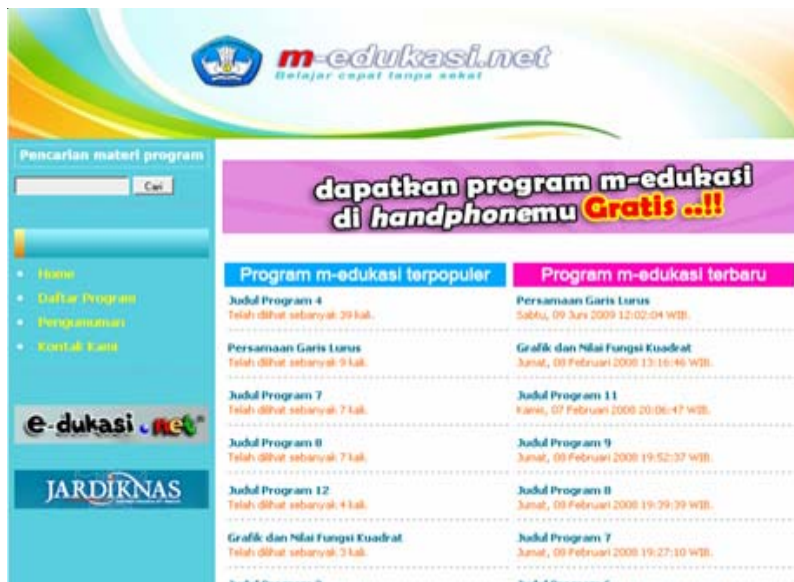 m-edukasi.net
Belajar cepat tanpa sekat
Pencarian materi program
Cari
Home
Daftar Program
Pengumuman
Kontak Kami
e-dukasi.net
JARDIKNAS
dapatkan program m-edukasi
di handphonemu Gratis ..!!
Program m-edukasi terpopuler
Judul Program 4
Telah dilihat sebanyak 39 kali.
Persamaan Garis Lurus
Telah dilihat sebanyak 9 kali.
Judul Program 7
Telah dilihat sebanyak 7 kali.
Judul Program 8
Telah dilihat sebanyak 7 kali.
Judul Program 12
Telah dilihat sebanyak 4 kali.
Grafik dan Nilai Fungsi Kuadrat
Telah dilihat sebanyak 3 kali.
Program m-edukasi terbaru
Persamaan Garis Lurus
Sabtu, 09 Juni 2009 12:02:04 WIB.
Grafik dan Nilai Fungsi Kuadrat
Jumat, 08 Februari 2008 13:16:46 WIB.
Judul Program 11
Kamis, 07 Februari 2008 20:06:47 WIB.
Judul Program 9
Jumat, 08 Februari 2008 19:52:37 WIB.
Judul Program 8
Jumat, 08 Februari 2008 19:39:39 WIB.
Judul Program 7
Jumat, 08 Februari 2008 19:27:10 WIB.